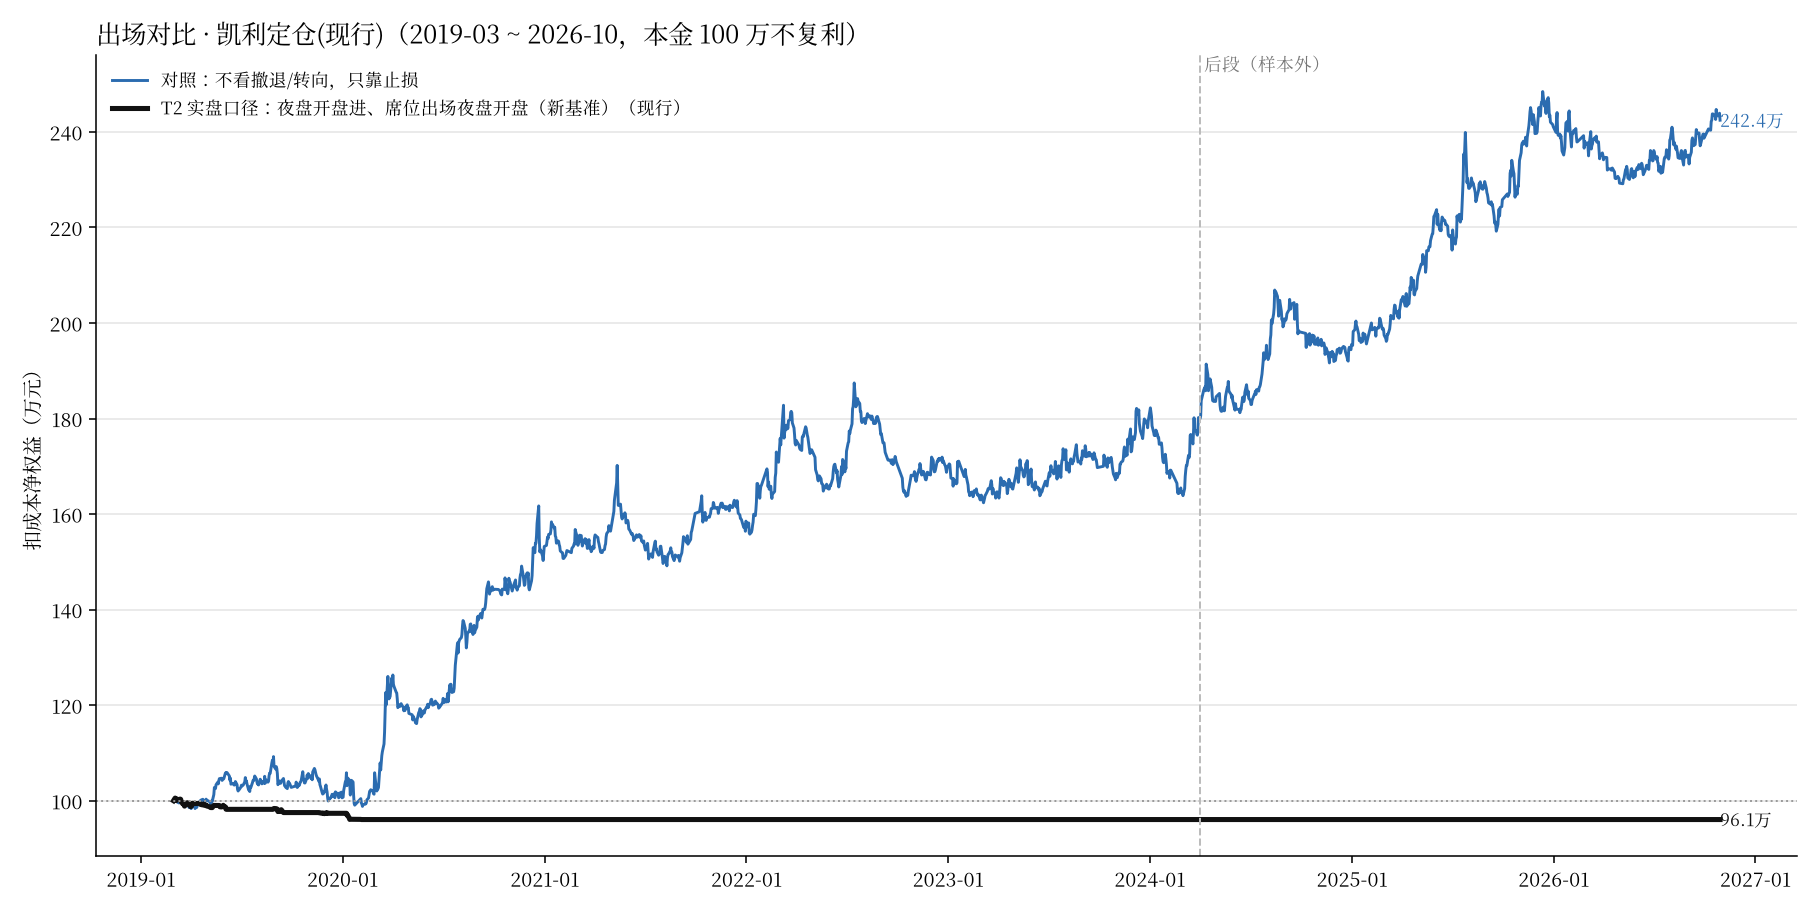 出场对比 · 凯利定仓(现行)（2019-03 ~ 2026-10，本金 100 万不复利）
对照：不看撤退/转向，只靠止损
T2 实盘口径：夜盘开盘进、席位出场夜盘开盘（新基准）（现行）
后段（样本外）
242.4万
96.1万
扣成本净权益（万元）
240
220
200
180
160
140
120
100
2019-01
2020-01
2021-01
2022-01
2023-01
2024-01
2025-01
2026-01
2027-01